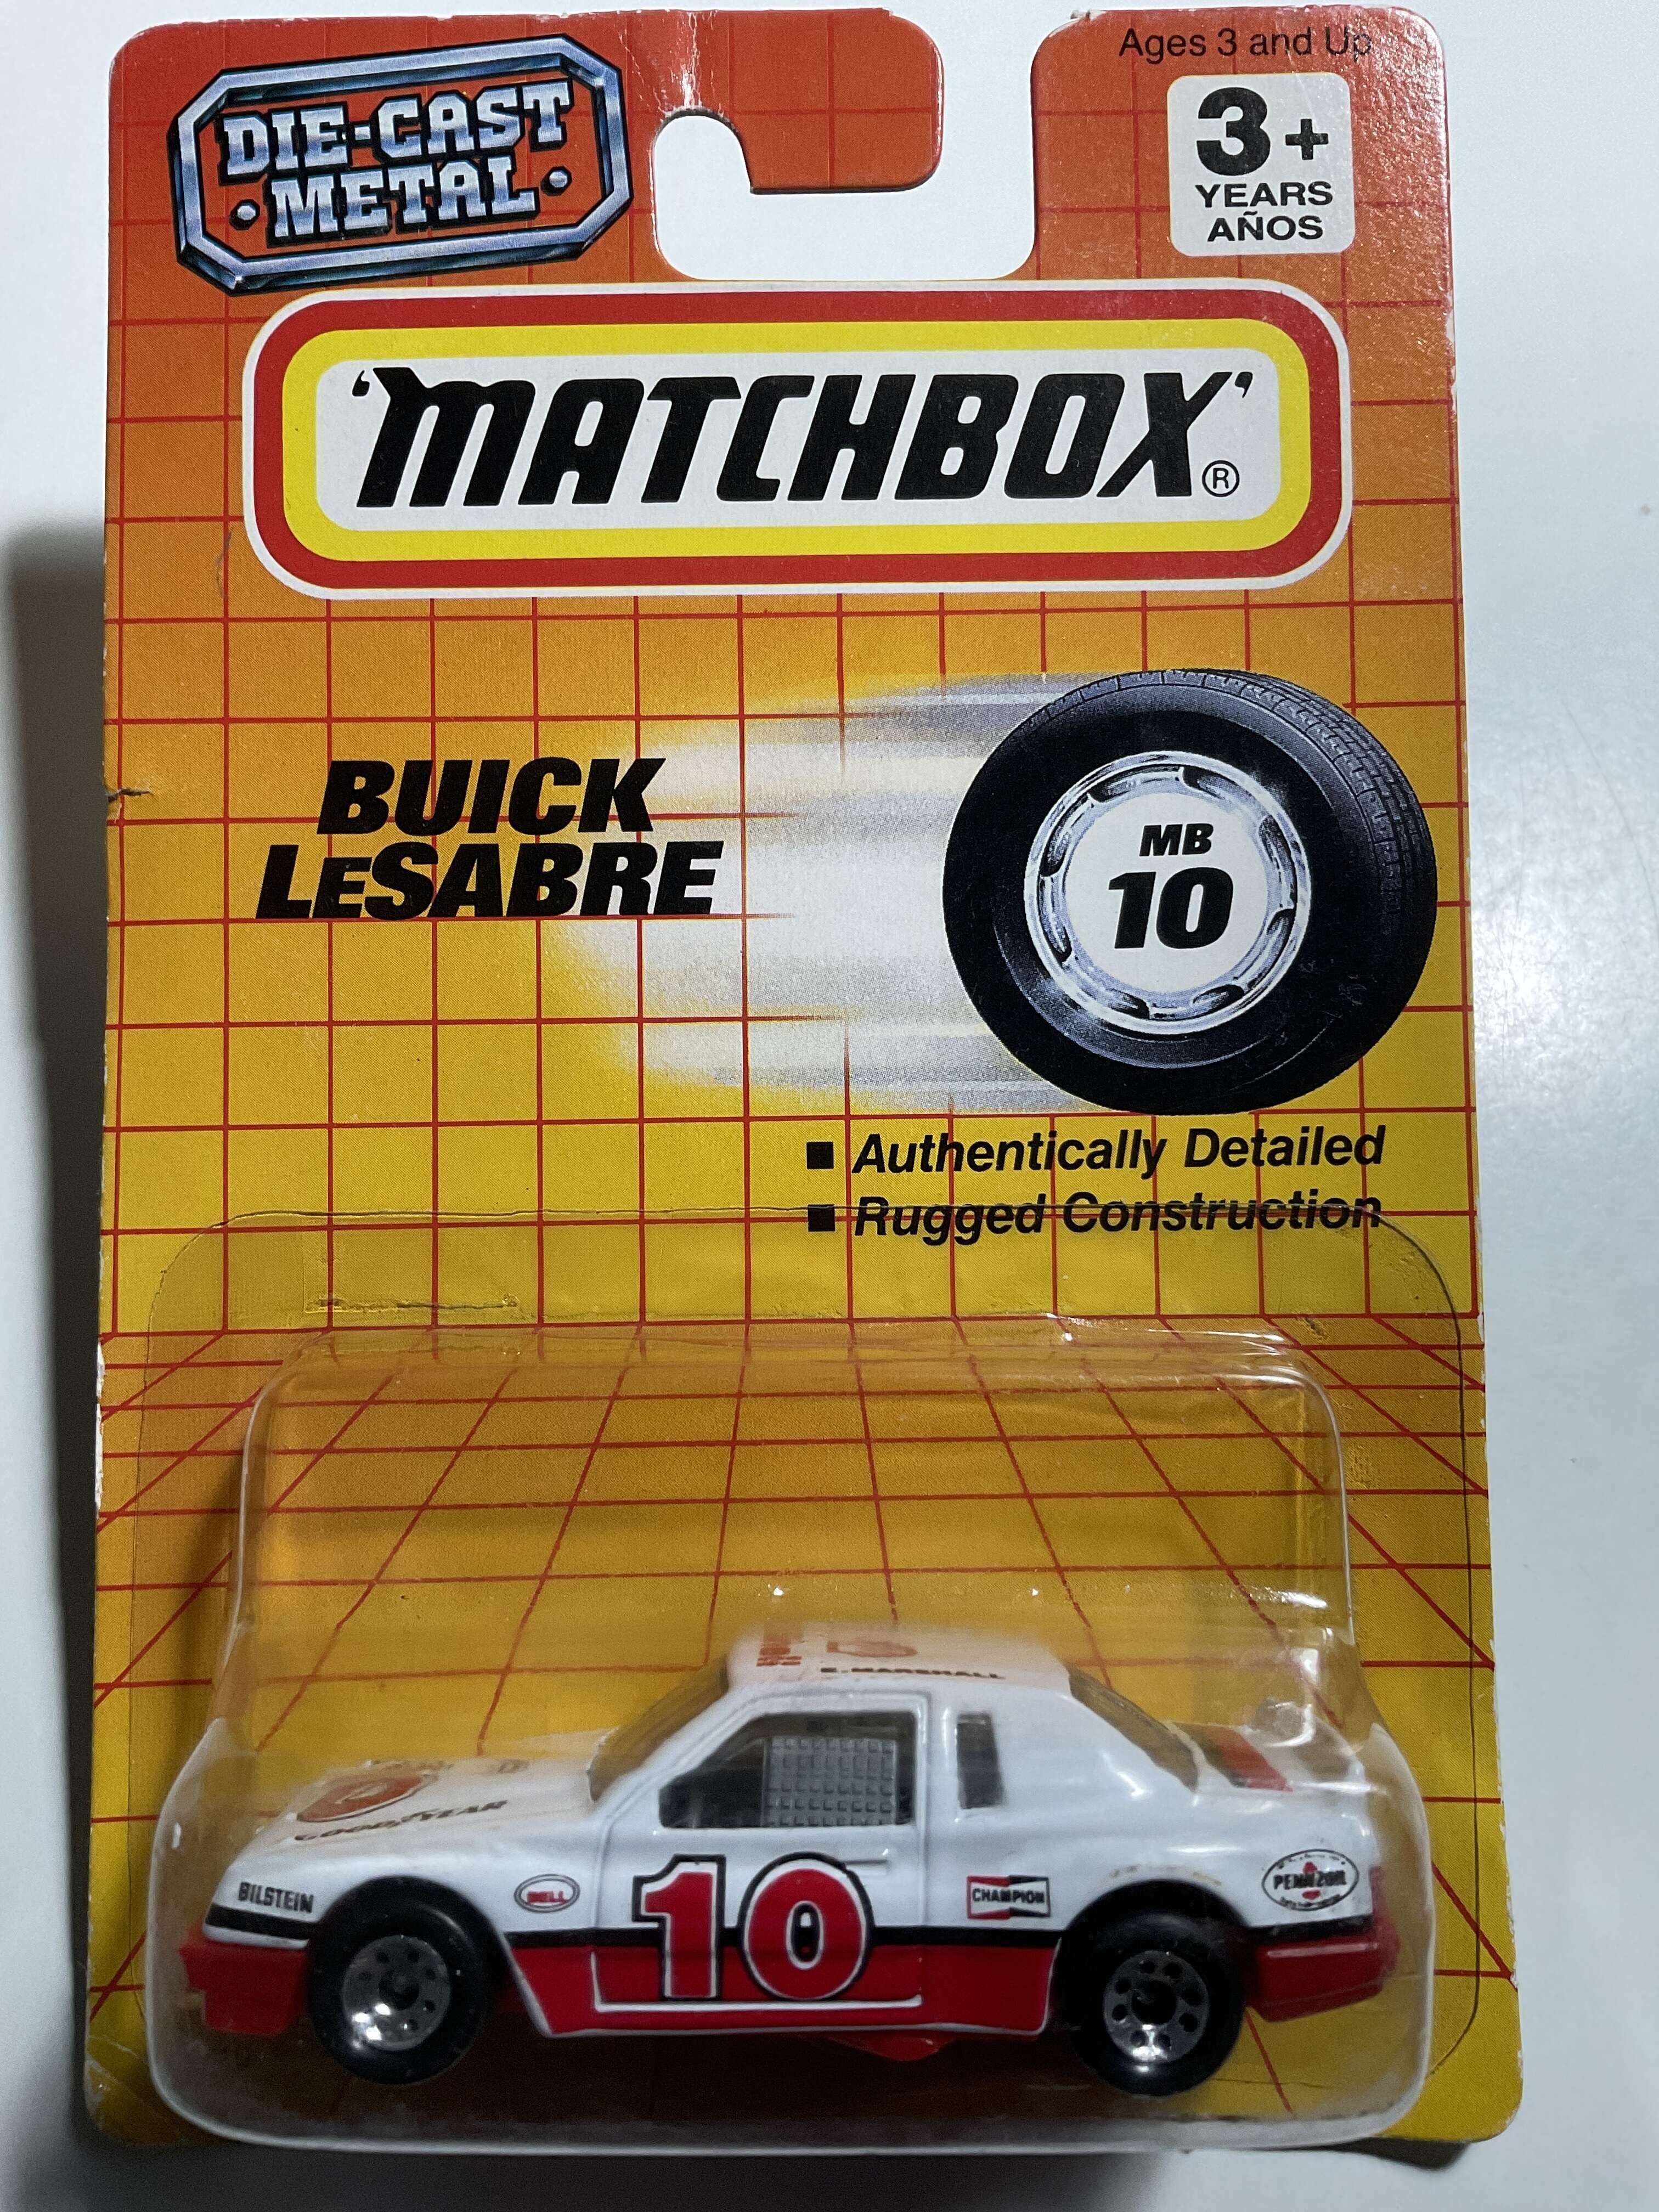 Ages 3 and Up
DIE-CAST
METAL
3+
YEARS
AÑOS
'MATCHBOX'®
BUICK
LESABRE
MB
10
■ Authentically Detailed
■ Rugged Construction
E. MARSHALL
GOODYEAR
BILSTEIN
BELL
10
CHAMPION
PENNZOIL